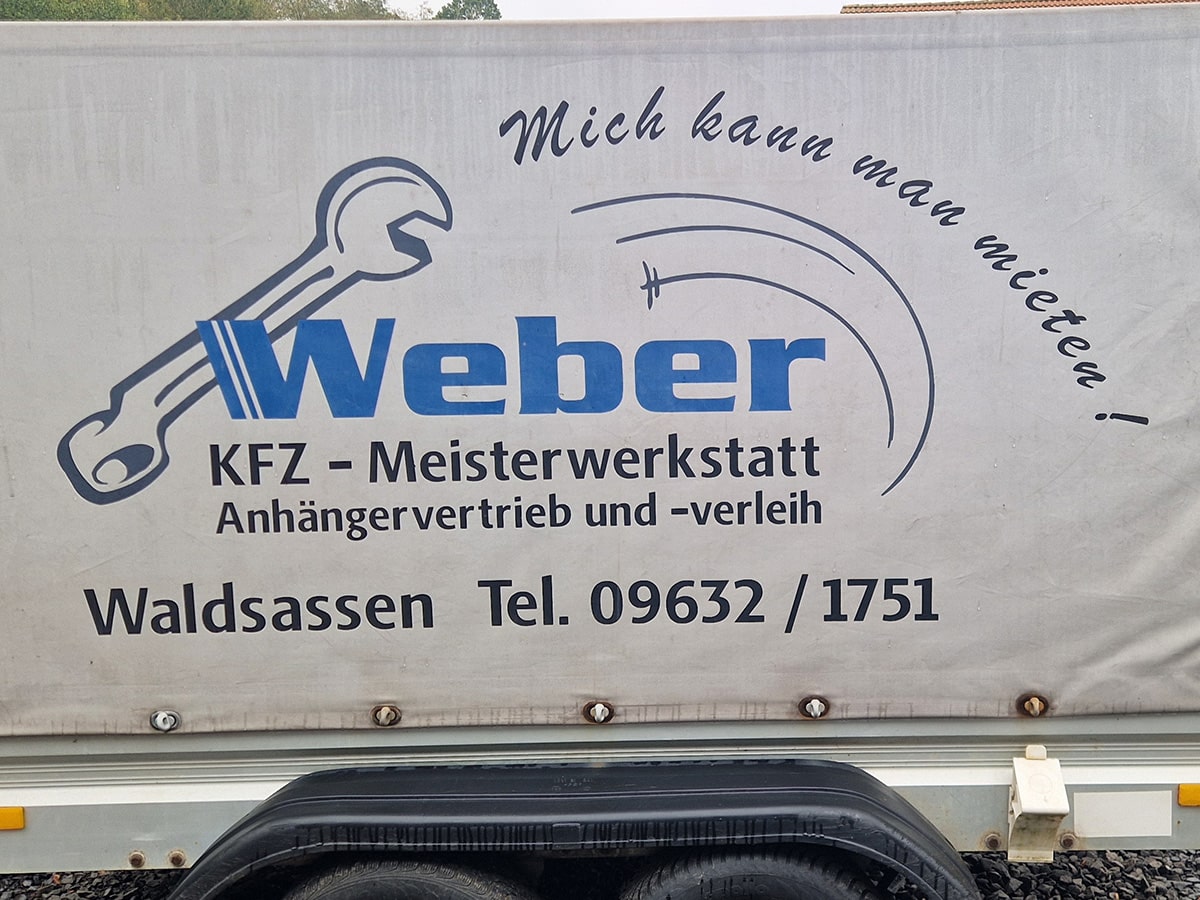 Mich kann man mieten !
Weber
KFZ - Meisterwerkstatt
Anhängervertrieb und -verleih
Waldsassen Tel. 09632 / 1751